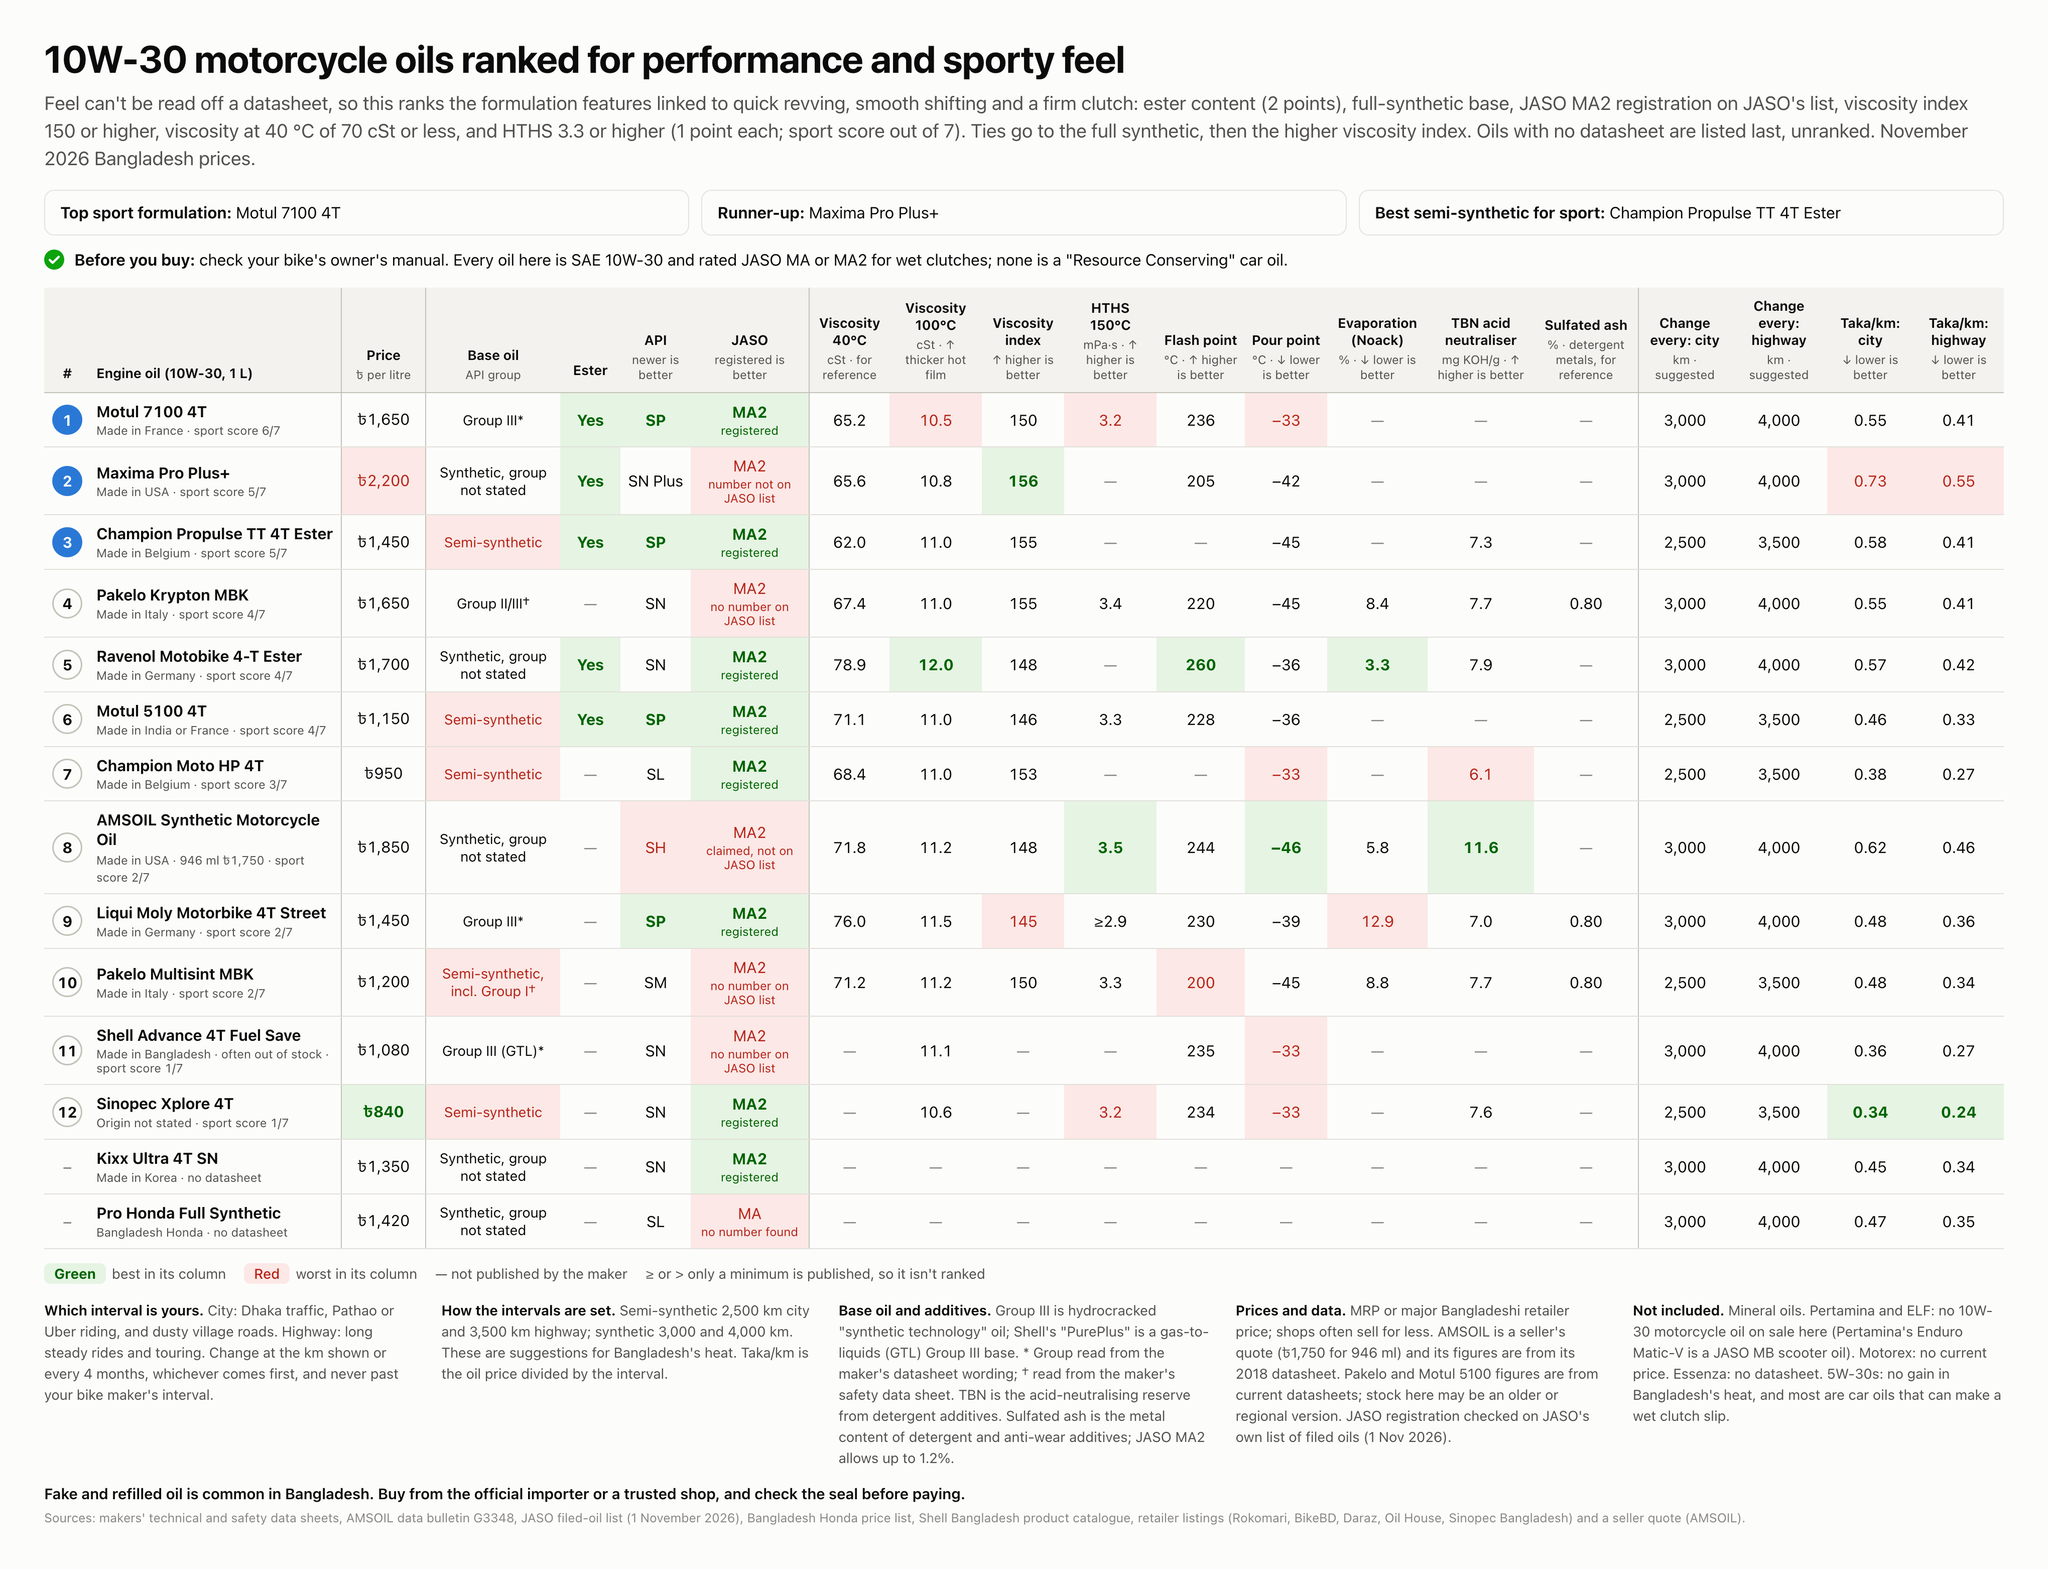 10W-30 motorcycle oils ranked for performance and sporty feel
Feel can't be read off a datasheet, so this ranks the formulation features linked to quick revving, smooth shifting and a firm clutch: ester content (2 points), full-synthetic base, JASO MA2 registration on JASO's list, viscosity index
150 or higher, viscosity at 40 °C of 70 cSt or less, and HTHS 3.3 or higher (1 point each; sport score out of 7). Ties go to the full synthetic, then the higher viscosity index. Oils with no datasheet are listed last, unranked. November
2026 Bangladesh prices.
Top sport formulation: Motul 7100 4T
Runner-up: Maxima Pro Plus+
Best semi-synthetic for sport: Champion Propulse TT 4T Ester
Before you buy: check your bike's owner's manual. Every oil here is SAE 10W-30 and rated JASO MA or MA2 for wet clutches; none is a "Resource Conserving" car oil.
# Engine oil (10W-30, 1 L)
Price
৳ per litre
Base oil
API group
Ester
API
newer is
better
JASO
registered is
better
Viscosity
40°C
cSt · for
reference
Viscosity
100°C
cSt · ↑
thicker hot
film
Viscosity
index
↑ higher is
better
HTHS
150°C
mPa·s · ↑
higher is
better
Flash point
°C · ↑ higher
is better
Pour point
°C · ↓ lower
is better
Evaporation
(Noack)
% · ↓ lower is
better
TBN acid
neutraliser
mg KOH/g · ↑
higher is better
Sulfated ash
% · detergent
metals, for
reference
Change
every: city
km ·
suggested
Change
every:
highway
km ·
suggested
Taka/km:
city
↓ lower is
better
Taka/km:
highway
↓ lower is
better
1 Motul 7100 4T ৳1,650 Group III* Yes SP MA2 65.2 10.5 150 3.2 236 −33 — — — 3,000 4,000 0.55 0.41
Made in France · sport score 6/7 registered
2 Maxima Pro Plus+ ৳2,200 Synthetic, group Yes SN Plus MA2 65.6 10.8 156 — 205 −42 — — — 3,000 4,000 0.73 0.55
Made in USA · sport score 5/7 not stated number not on
JASO list
3 Champion Propulse TT 4T Ester ৳1,450 Semi-synthetic Yes SP MA2 62.0 11.0 155 — — −45 — 7.3 — 2,500 3,500 0.58 0.41
Made in Belgium · sport score 5/7 registered
4 Pakelo Krypton MBK ৳1,650 Group II/III† — SN MA2 67.4 11.0 155 3.4 220 −45 8.4 7.7 0.80 3,000 4,000 0.55 0.41
Made in Italy · sport score 4/7 no number on
JASO list
5 Ravenol Motobike 4-T Ester ৳1,700 Synthetic, group Yes SN MA2 78.9 12.0 148 — 260 −36 3.3 7.9 — 3,000 4,000 0.57 0.42
Made in Germany · sport score 4/7 not stated registered
6 Motul 5100 4T ৳1,150 Semi-synthetic Yes SP MA2 71.1 11.0 146 3.3 228 −36 — — — 2,500 3,500 0.46 0.33
Made in India or France · sport score 4/7 registered
7 Champion Moto HP 4T ৳950 Semi-synthetic — SL MA2 68.4 11.0 153 — — −33 — 6.1 — 2,500 3,500 0.38 0.27
Made in Belgium · sport score 3/7 registered
8 AMSOIL Synthetic Motorcycle ৳1,850 Synthetic, group — SH MA2 71.8 11.2 148 3.5 244 −46 5.8 11.6 — 3,000 4,000 0.62 0.46
Oil not stated claimed, not on
Made in USA · 946 ml ৳1,750 · sport JASO list
score 2/7
9 Liqui Moly Motorbike 4T Street ৳1,450 Group III* — SP MA2 76.0 11.5 145 ≥2.9 230 −39 12.9 7.0 0.80 3,000 4,000 0.48 0.36
Made in Germany · sport score 2/7 registered
10 Pakelo Multisint MBK ৳1,200 Semi-synthetic, — SM MA2 71.2 11.2 150 3.3 200 −45 8.8 7.7 0.80 2,500 3,500 0.48 0.34
Made in Italy · sport score 2/7 incl. Group I† no number on
JASO list
11 Shell Advance 4T Fuel Save ৳1,080 Group III (GTL)* — SN MA2 — 11.1 — — 235 −33 — — — 3,000 4,000 0.36 0.27
Made in Bangladesh · often out of stock · no number on
sport score 1/7 JASO list
12 Sinopec Xplore 4T ৳840 Semi-synthetic — SN MA2 — 10.6 — 3.2 234 −33 — 7.6 — 2,500 3,500 0.34 0.24
Origin not stated · sport score 1/7 registered
– Kixx Ultra 4T SN ৳1,350 Synthetic, group — SN MA2 — — — — — — — — — 3,000 4,000 0.45 0.34
Made in Korea · no datasheet not stated registered
– Pro Honda Full Synthetic ৳1,420 Synthetic, group — SL MA — — — — — — — — — 3,000 4,000 0.47 0.35
Bangladesh Honda · no datasheet not stated no number found
Green best in its column Red worst in its column — not published by the maker ≥ or > only a minimum is published, so it isn't ranked
Which interval is yours. City: Dhaka traffic, Pathao or
Uber riding, and dusty village roads. Highway: long
steady rides and touring. Change at the km shown or
every 4 months, whichever comes first, and never past
your bike maker's interval.
How the intervals are set. Semi-synthetic 2,500 km city
and 3,500 km highway; synthetic 3,000 and 4,000 km.
These are suggestions for Bangladesh's heat. Taka/km is
the oil price divided by the interval.
Base oil and additives. Group III is hydrocracked
"synthetic technology" oil; Shell's "PurePlus" is a gas-to-
liquids (GTL) Group III base. * Group read from the
maker's datasheet wording; † read from the maker's
safety data sheet. TBN is the acid-neutralising reserve
from detergent additives. Sulfated ash is the metal
content of detergent and anti-wear additives; JASO MA2
allows up to 1.2%.
Prices and data. MRP or major Bangladeshi retailer
price; shops often sell for less. AMSOIL is a seller's
quote (৳1,750 for 946 ml) and its figures are from its
2018 datasheet. Pakelo and Motul 5100 figures are from
current datasheets; stock here may be an older or
regional version. JASO registration checked on JASO's
own list of filed oils (1 Nov 2026).
Not included. Mineral oils. Pertamina and ELF: no 10W-
30 motorcycle oil on sale here (Pertamina's Enduro
Matic-V is a JASO MB scooter oil). Motorex: no current
price. Essenza: no datasheet. 5W-30s: no gain in
Bangladesh's heat, and most are car oils that can make a
wet clutch slip.
Fake and refilled oil is common in Bangladesh. Buy from the official importer or a trusted shop, and check the seal before paying.
Sources: makers' technical and safety data sheets, AMSOIL data bulletin G3348, JASO filed-oil list (1 November 2026), Bangladesh Honda price list, Shell Bangladesh product catalogue, retailer listings (Rokomari, BikeBD, Daraz, Oil House, Sinopec Bangladesh) and a seller quote (AMSOIL).